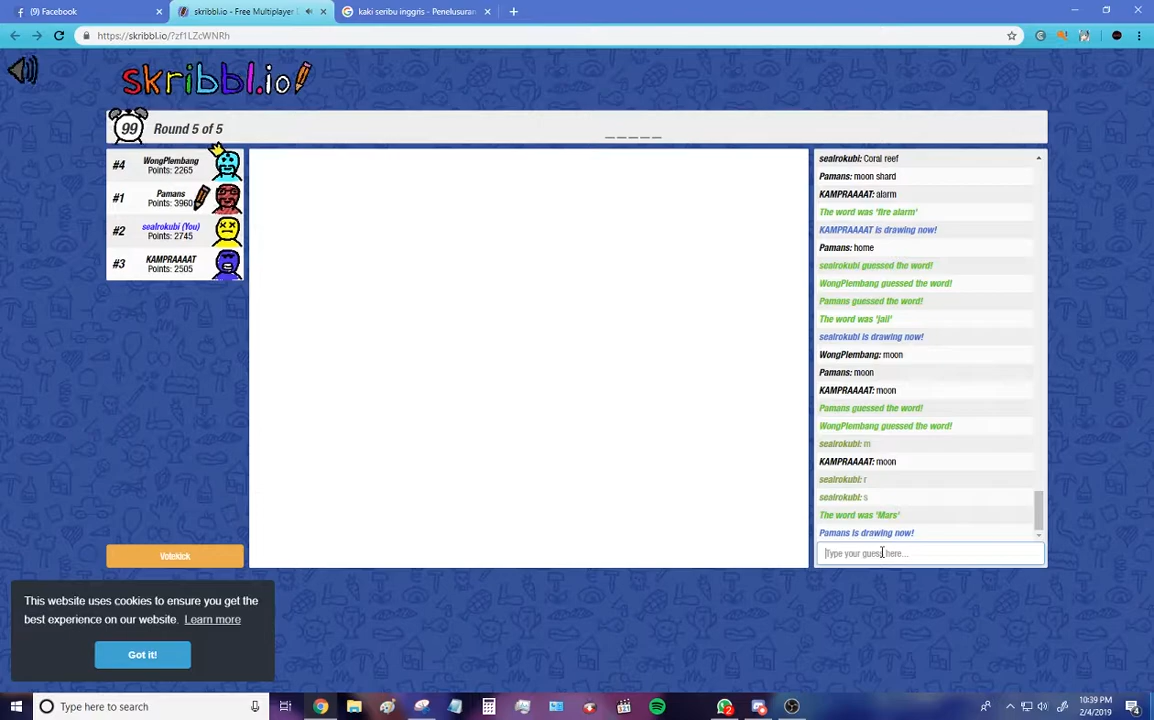 (9) Facebook
skribbl.io - Free Multiplayer
kaki seribu inggris - Penelusuran
https://skribbl.io/?zf1LZcWNRh
skribbl.io
99
Round 5 of 5
_ _ _ _ _
#4 WongPlembang
Points: 2265
#1 Pamans
Points: 3960
#2 sealrokubi (You)
Points: 2745
#3 KAMPRAAAAT
Points: 2505
Votekick
sealrokubi: Coral reef
Pamans: moon shard
KAMPRAAAAT: alarm
The word was 'fire alarm'
KAMPRAAAAT is drawing now!
Pamans: home
sealrokubi guessed the word!
WongPlembang guessed the word!
Pamans guessed the word!
The word was 'jail'
sealrokubi is drawing now!
WongPlembang: moon
Pamans: moon
KAMPRAAAAT: moon
Pamans guessed the word!
WongPlembang guessed the word!
sealrokubi: m
KAMPRAAAAT: moon
sealrokubi: r
sealrokubi: s
The word was 'Mars'
Pamans is drawing now!
Type your guess here...
This website uses cookies to ensure you get the
best experience on our website. Learn more
Got it!
Type here to search
2
10:39 PM
2/4/2019
4